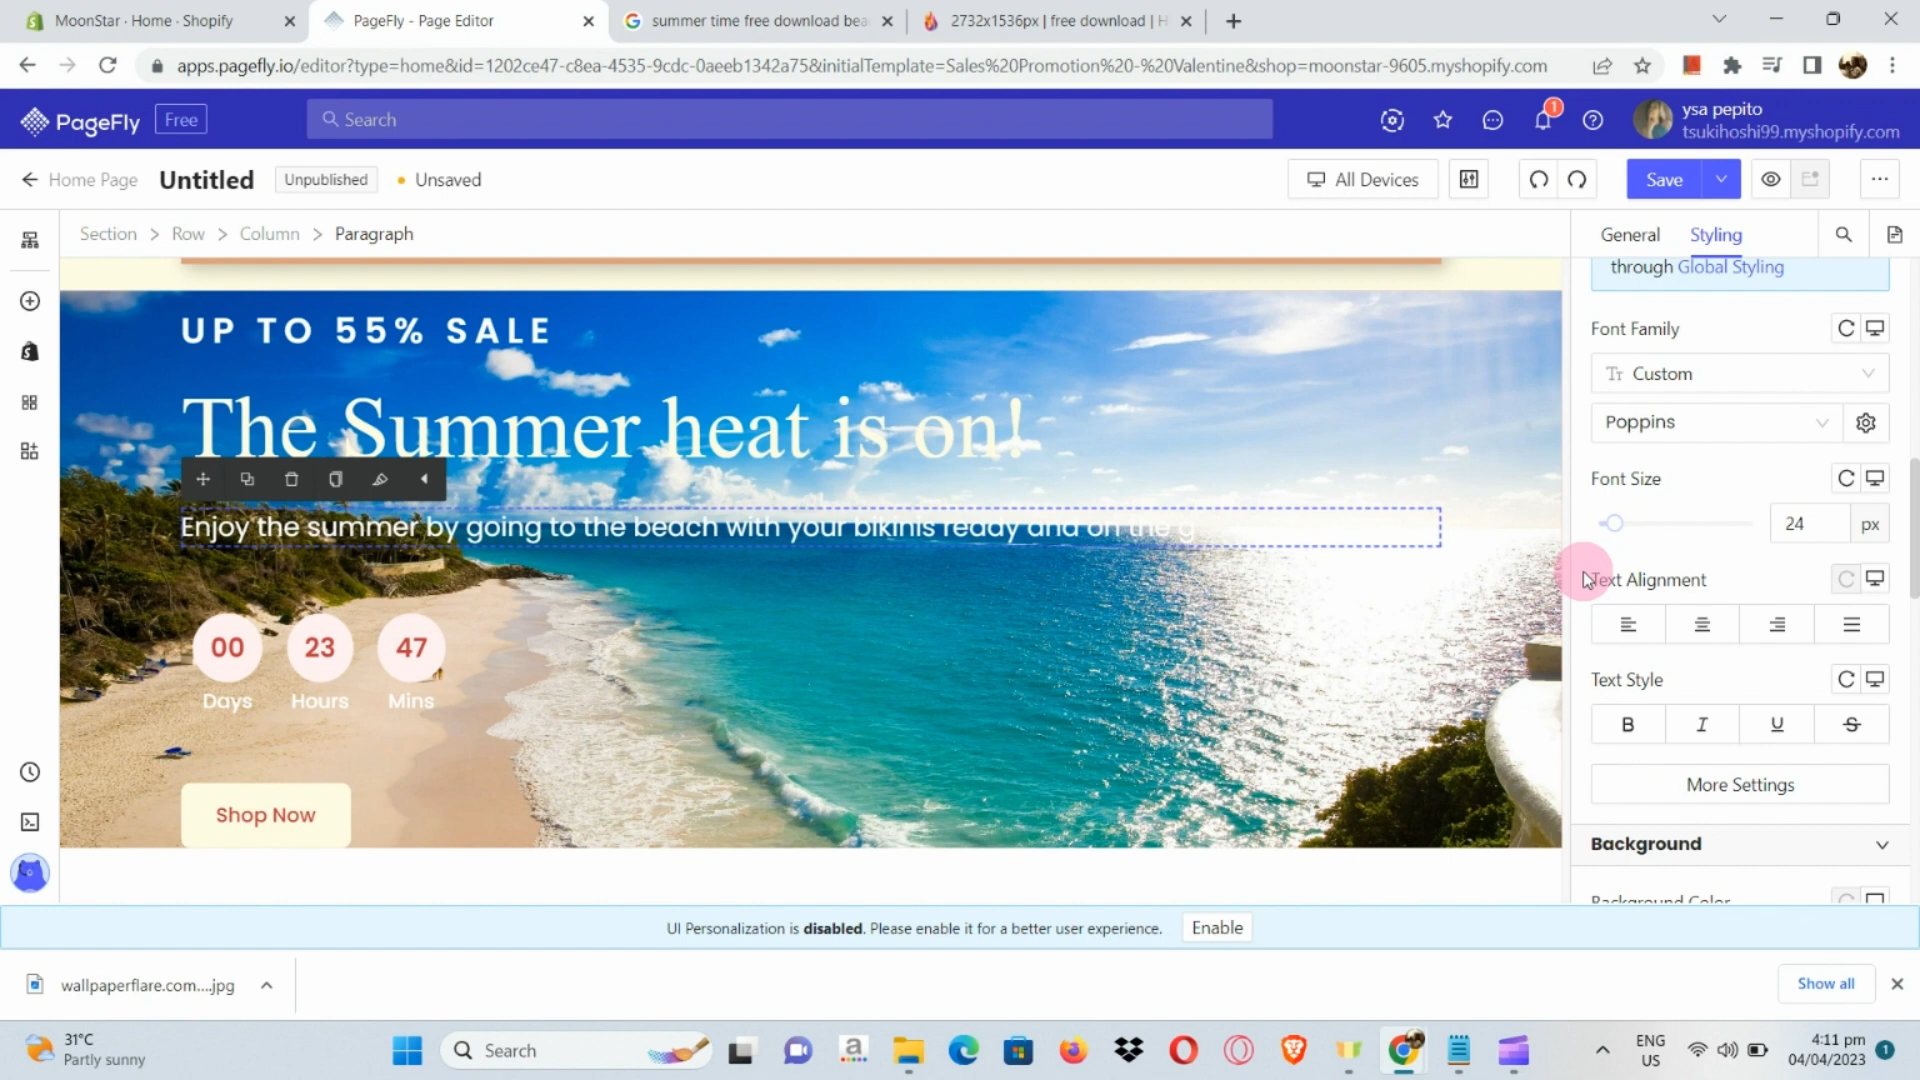 MoonStar · Home · Shopify
PageFly - Page Editor
summer time free download bea
2732x1536px | free download | H
apps.pagefly.io/editor?type=home&id=1202ce47-c8ea-4535-9cdc-0aeeb1342a75&initialTemplate=Sales%20Promotion%20-%20Valentine&shop=moonstar-9605.myshopify.com
PageFly
Free
Search
1
ysa pepito
tsukihoshi99.myshopify.com
Home Page
Untitled
Unpublished
Unsaved
All Devices
Save
Section > Row > Column > Paragraph
General
Styling
through Global Styling
UP TO 55% SALE
The Summer heat is on!
Enjoy the summer by going to the beach with your bikinis ready and on the g
00 23 47
Days Hours Mins
Shop Now
Font Family
Custom
Poppins
Font Size
24 px
Text Alignment
Text Style
B I U S
More Settings
Background
Background Color
UI Personalization is disabled. Please enable it for a better user experience.
Enable
wallpaperflare.com....jpg
Show all
31°C
Partly sunny
Search
ENG
US
4:11 pm
04/04/2023
1